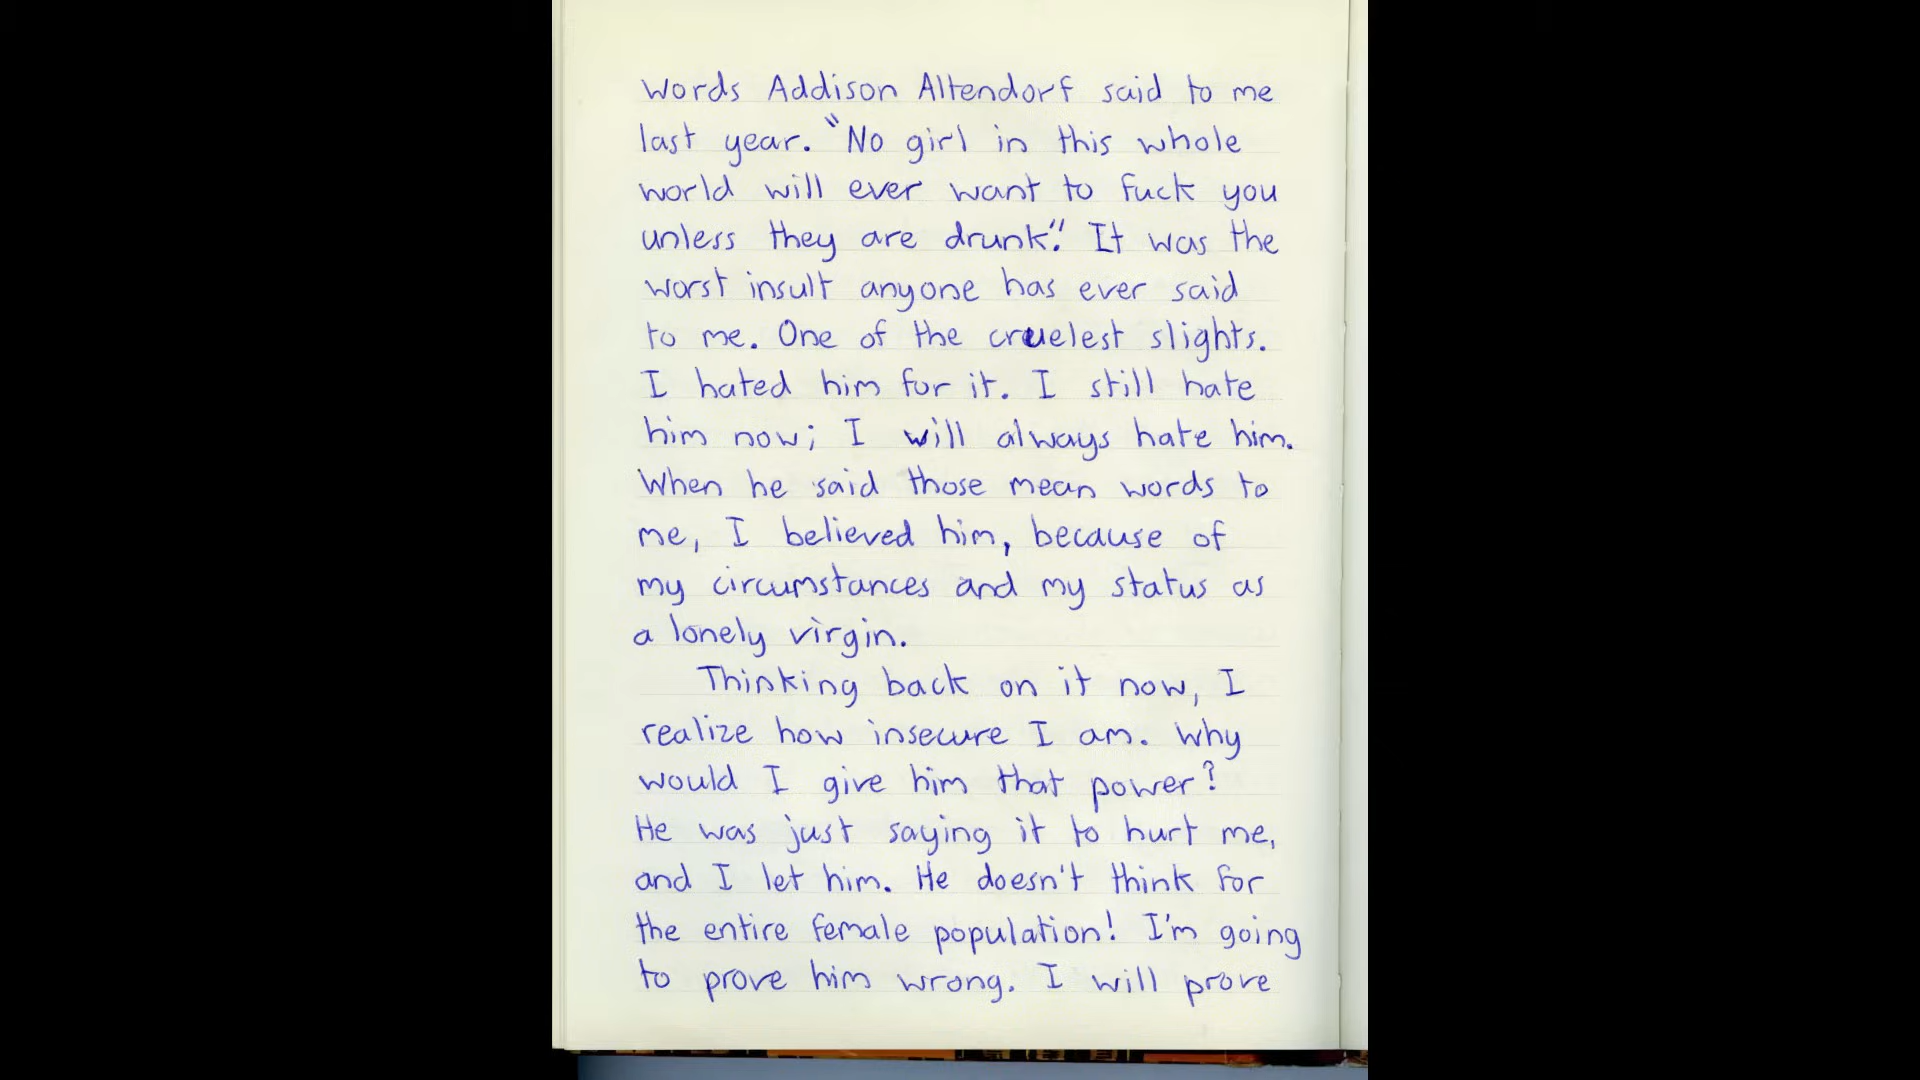 words Addison Altendorf said to me
last year. "No girl in this whole
world will ever want to fuck you
unless they are drunk." It was the
worst insult anyone has ever said
to me. One of the cruelest slights.
I hated him for it. I still hate
him now; I will always hate him.
When he said those mean words to
me, I believed him, because of
my circumstances and my status as
a lonely virgin.
Thinking back on it now, I
realize how insecure I am. Why
would I give him that power?
He was just saying it to hurt me,
and I let him. He doesn't think for
the entire female population! I'm going
to prove him wrong. I will prove